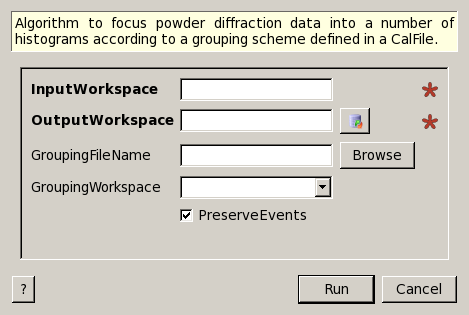 Algorithm to focus powder diffraction data into a number of
histograms according to a grouping scheme defined in a CalFile.
InputWorkspace
OutputWorkspace
GroupingFileName
Browse
GroupingWorkspace
PreserveEvents
?
Run
Cancel